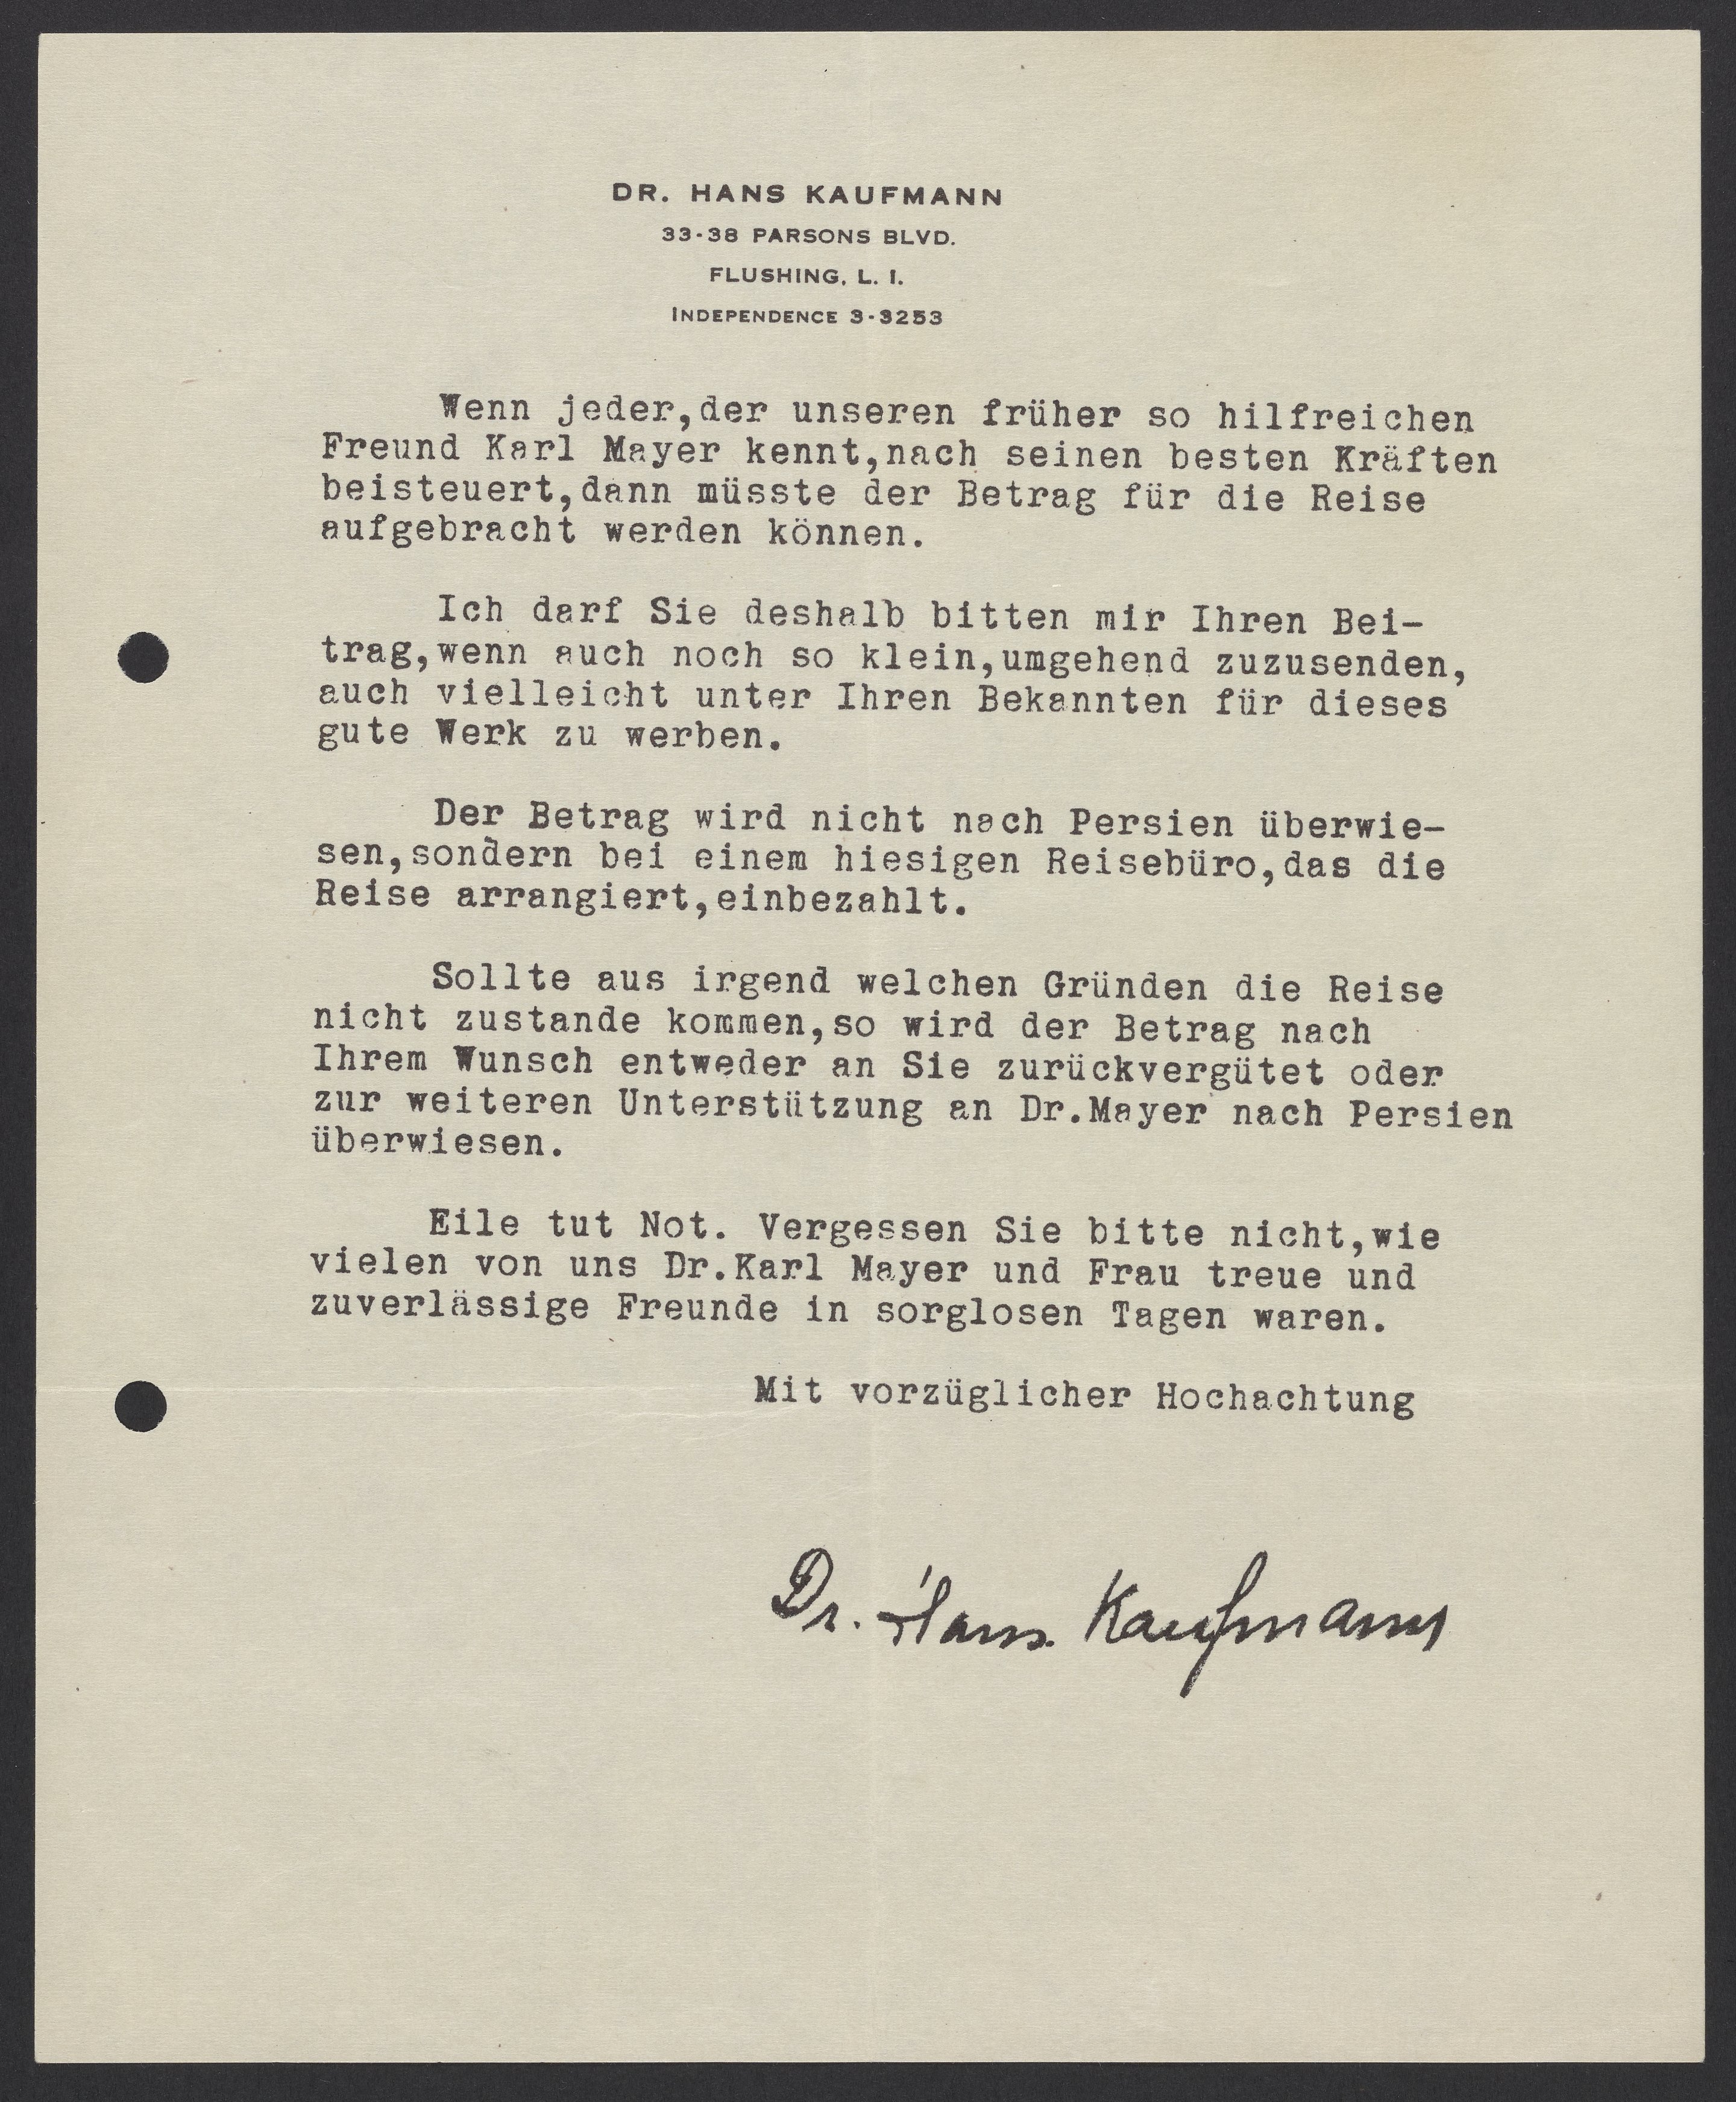 DR. HANS KAUFMANN
33-38 PARSONS BLVD.
FLUSHING, L. I.
INDEPENDENCE 3-3253
Wenn jeder,der unseren früher so hilfreichen
Freund Karl Mayer kennt,nach seinen besten Kräften
beisteuert,dann müsste der Betrag für die Reise
aufgebracht werden können.
Ich darf Sie deshalb bitten mir Ihren Bei-
trag,wenn auch noch so klein,umgehend zuzusenden,
auch vielleicht unter Ihren Bekannten für dieses
gute Werk zu werben.
Der Betrag wird nicht nach Persien überwie-
sen,sondern bei einem hiesigen Reisebüro,das die
Reise arrangiert,einbezahlt.
Sollte aus irgend welchen Gründen die Reise
nicht zustande kommen,so wird der Betrag nach
Ihrem Wunsch entweder an Sie zurückvergütet oder
zur weiteren Unterstützung an Dr.Mayer nach Persien
überwiesen.
Eile tut Not. Vergessen Sie bitte nicht,wie
vielen von uns Dr.Karl Mayer und Frau treue und
zuverlässige Freunde in sorglosen Tagen waren.
Mit vorzüglicher Hochachtung
Dr. Hans Kaufmann